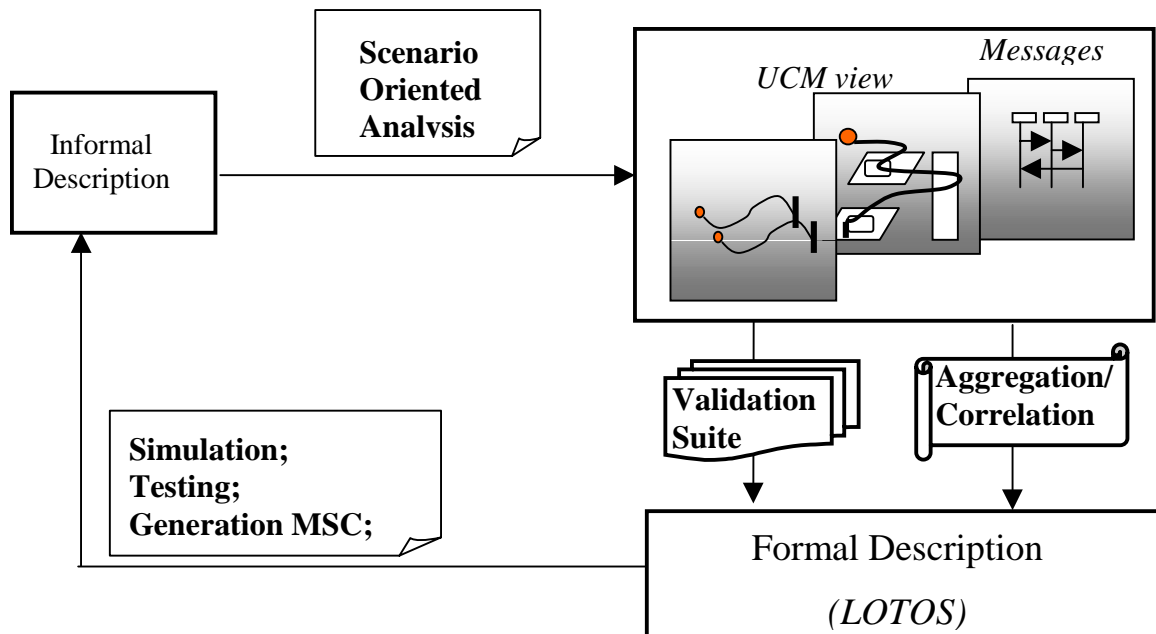 Scenario
Oriented
Analysis
Messages
UCM view
Informal
Description
Validation
Suite
Aggregation/
Correlation
Simulation;
Testing;
Generation MSC;
Formal Description
(LOTOS)